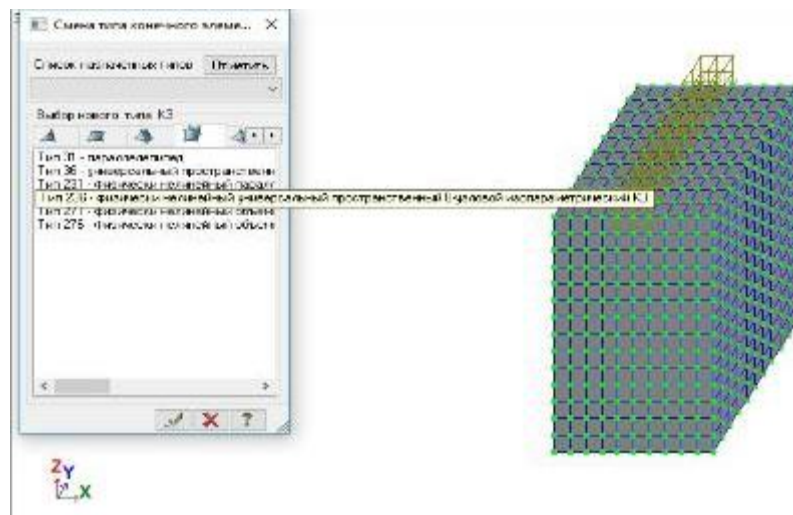 Смена типа конечного элеме...
Список назначенных типов Отметить
Выбор нового типа КЭ
Тип 31 - параллелепипед
Тип 36 - универсальный пространственн
Тип 231 - физически нелинейный паралл
Тип 236 - физически нелинейный универсальный пространственный 8-узловой изопараметрический КЭ
Тип 271 - физически нелинейный объемн
Тип 276 - физически нелинейный объемн
?
Z
Y
X